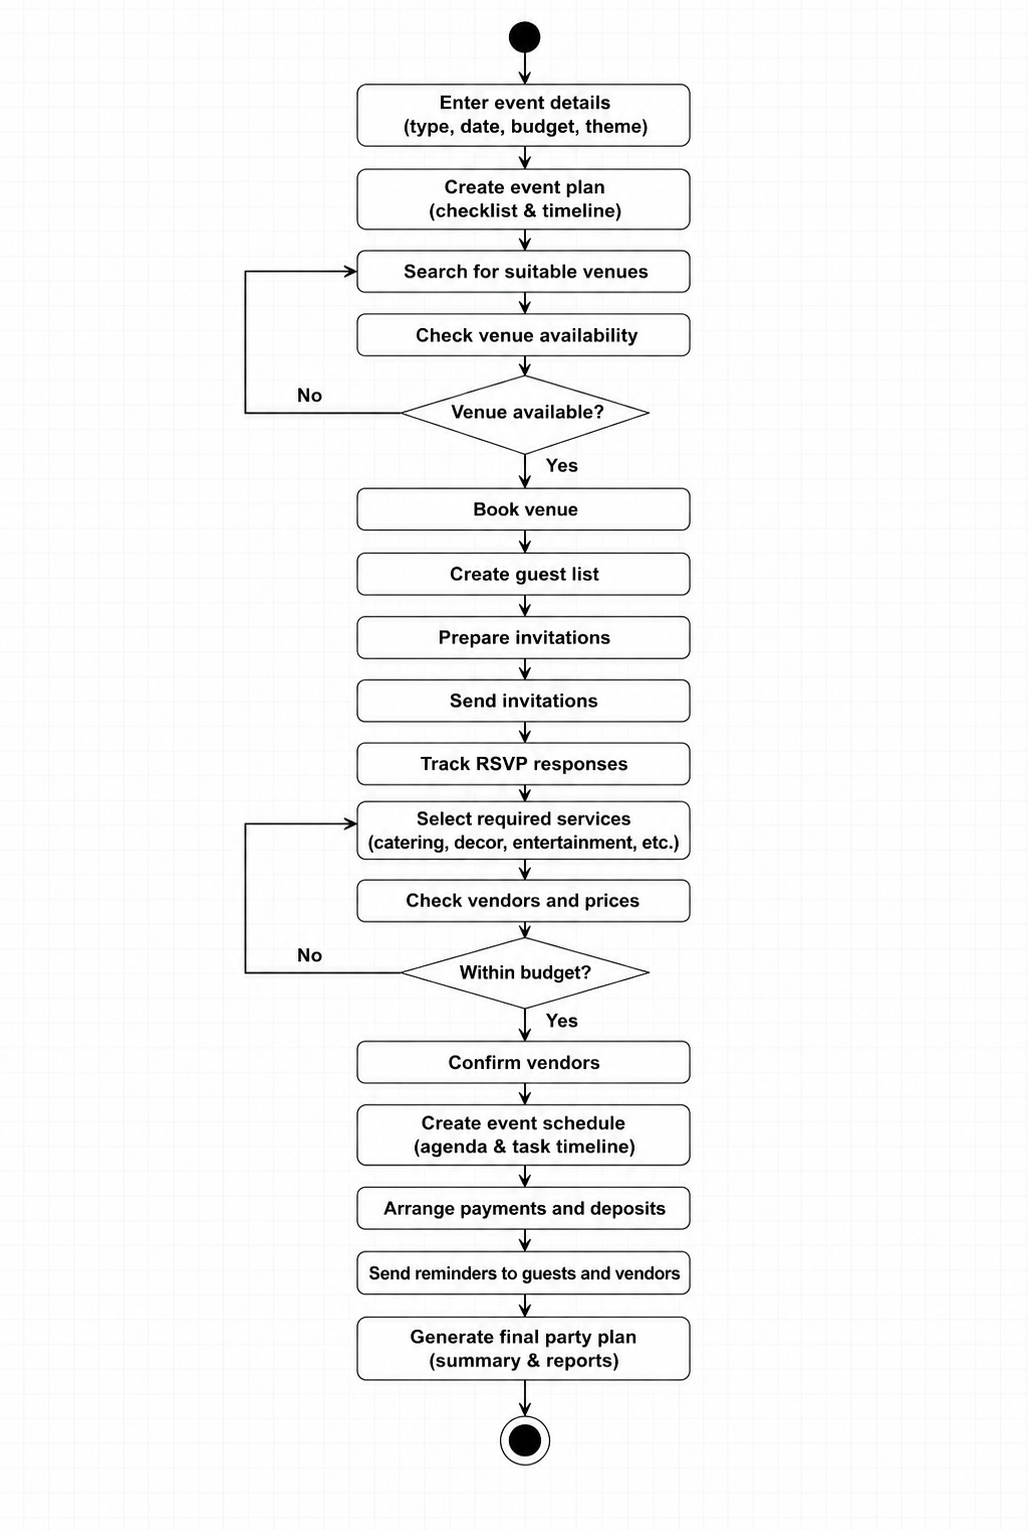 Enter event details
(type, date, budget, theme)
Create event plan
(checklist & timeline)
Search for suitable venues
Check venue availability
No
Venue available?
Yes
Book venue
Create guest list
Prepare invitations
Send invitations
Track RSVP responses
Select required services
(catering, decor, entertainment, etc.)
Check vendors and prices
No
Within budget?
Yes
Confirm vendors
Create event schedule
(agenda & task timeline)
Arrange payments and deposits
Send reminders to guests and vendors
Generate final party plan
(summary & reports)